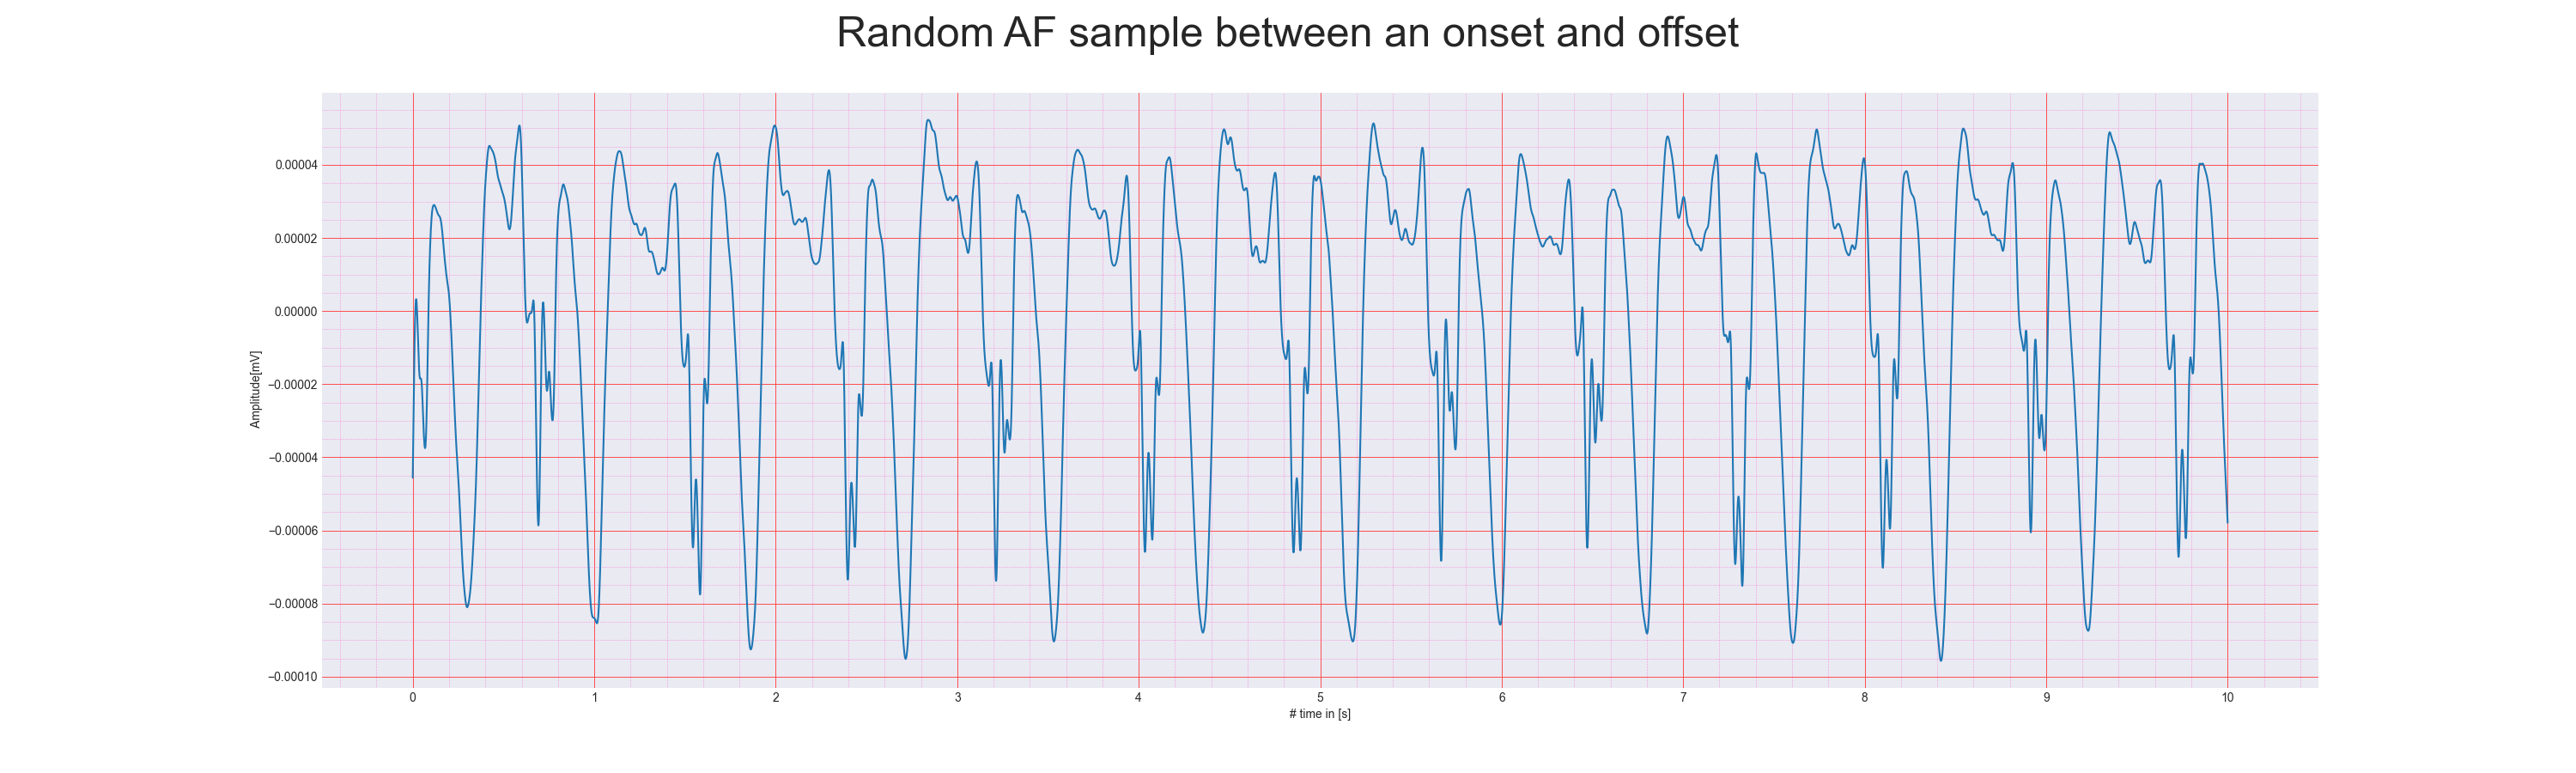 Random AF sample between an onset and offset
Amplitude[mV]
0.00004
0.00002
0.00000
−0.00002
−0.00004
−0.00006
−0.00008
−0.00010
0 1 2 3 4 5 6 7 8 9 10
# time in [s]